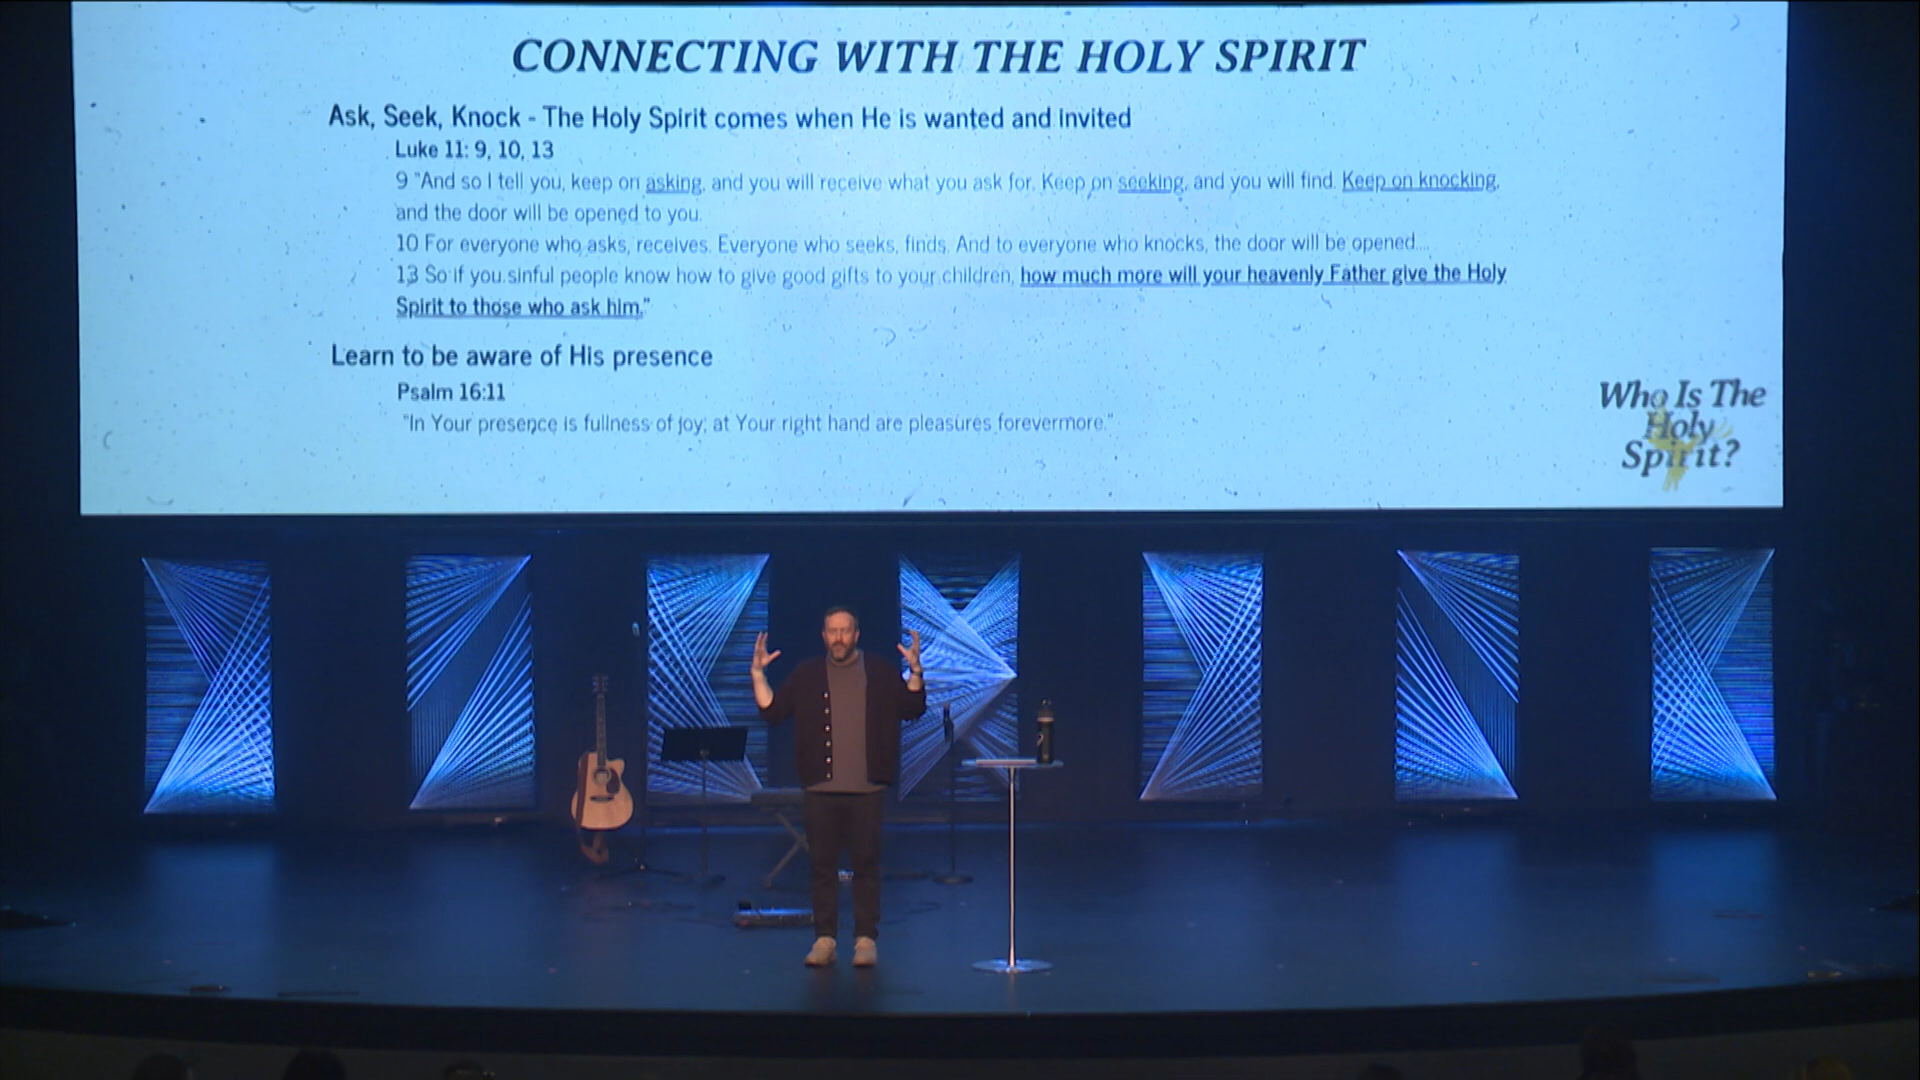 CONNECTING WITH THE HOLY SPIRIT
Ask, Seek, Knock - The Holy Spirit comes when He is wanted and invited
Luke 11: 9, 10, 13
9 "And so I tell you, keep on asking, and you will receive what you ask for. Keep on seeking, and you will find. Keep on knocking,
and the door will be opened to you.
10 For everyone who asks, receives. Everyone who seeks, finds. And to everyone who knocks, the door will be opened....
13 So if you sinful people know how to give good gifts to your children, how much more will your heavenly Father give the Holy
Spirit to those who ask him."
Learn to be aware of His presence
Psalm 16:11
"In Your presence is fullness of joy; at Your right hand are pleasures forevermore."
Who Is The
Holy
Spirit?